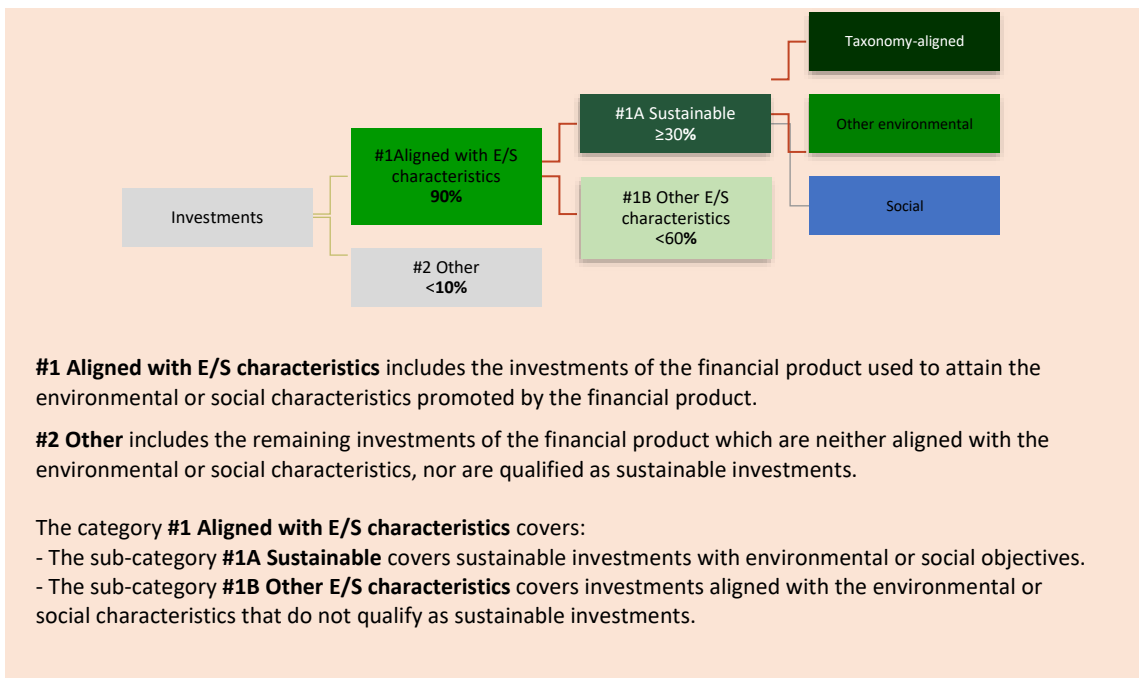 Taxonomy-aligned
#1A Sustainable
≥30%
Other environmental
#1Aligned with E/S
characteristics
90%
Investments
#1B Other E/S
characteristics
<60%
Social
#2 Other
<10%
#1 Aligned with E/S characteristics includes the investments of the financial product used to attain the
environmental or social characteristics promoted by the financial product.
#2 Other includes the remaining investments of the financial product which are neither aligned with the
environmental or social characteristics, nor are qualified as sustainable investments.
The category #1 Aligned with E/S characteristics covers:
- The sub-category #1A Sustainable covers sustainable investments with environmental or social objectives.
- The sub-category #1B Other E/S characteristics covers investments aligned with the environmental or
social characteristics that do not qualify as sustainable investments.